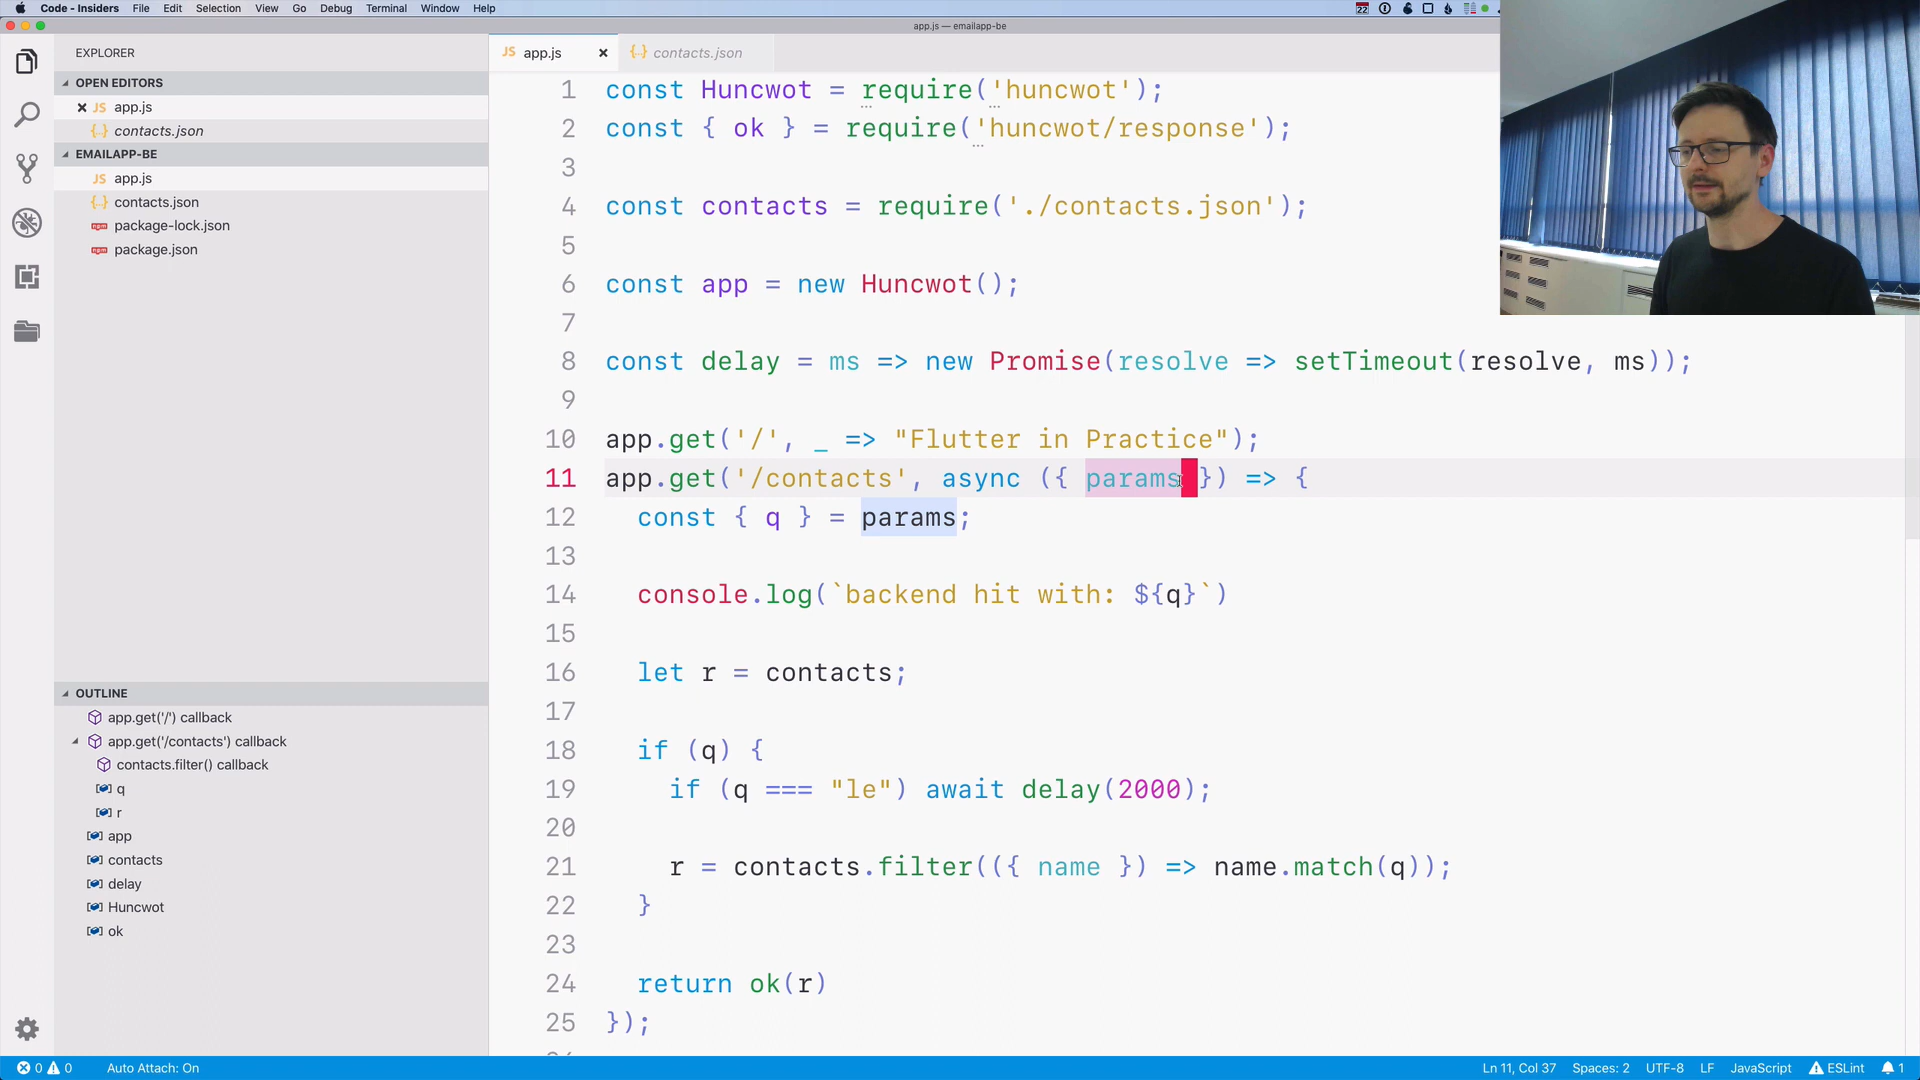 Code - Insiders File Edit Selection View Go Debug Terminal Window Help
22
app.js — emailapp-be
EXPLORER
OPEN EDITORS
JS app.js
{} contacts.json
EMAILAPP-BE
JS app.js
{} contacts.json
npm package-lock.json
npm package.json
OUTLINE
app.get('/') callback
app.get('/contacts') callback
contacts.filter() callback
q
r
app
contacts
delay
Huncwot
ok
JS app.js
{} contacts.json
1 const Huncwot = require('huncwot');
2 const { ok } = require('huncwot/response');
3
4 const contacts = require('./contacts.json');
5
6 const app = new Huncwot();
7
8 const delay = ms => new Promise(resolve => setTimeout(resolve, ms));
9
10 app.get('/', _ => "Flutter in Practice");
11 app.get('/contacts', async ({ params }) => {
12 const { q } = params;
13
14 console.log(`backend hit with: ${q}`)
15
16 let r = contacts;
17
18 if (q) {
19 if (q === "le") await delay(2000);
20
21 r = contacts.filter(({ name }) => name.match(q));
22 }
23
24 return ok(r)
25 });
0 0 Auto Attach: On Ln 11, Col 37 Spaces: 2 UTF-8 LF JavaScript ESLint 1